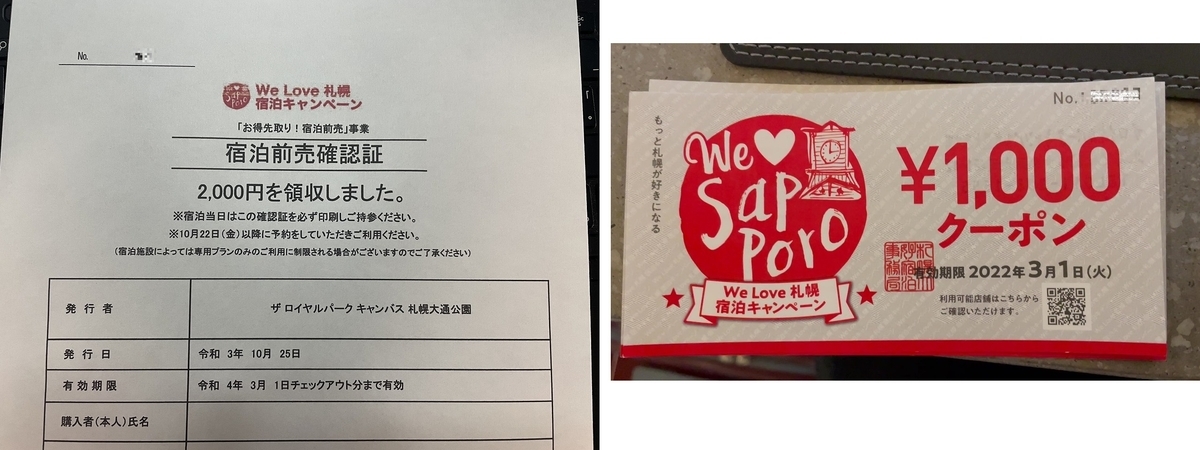 No.
We Love 札幌
宿泊キャンペーン
「お得先取り！宿泊前売」事業
宿泊前売確認証
2,000円を領収しました。
※宿泊当日はこの確認証を必ず印刷しご持参ください。
※10月22日(金)以降に予約をしていただきご利用ください。
(宿泊施設によっては専用プランのみのご利用に制限される場合がございますのでご了承ください)
発行者 ザ ロイヤルパーク キャンバス 札幌大通公園
発行日 令和 3年 10月 25日
有効期限 令和 4年 3月 1日チェックアウト分まで有効
購入者(本人)氏名
No.
もっと札幌が好きになる
We
Sap
poro
We Love 札幌
宿泊キャンペーン
¥1,000
クーポン
有効期限 2022年3月1日(火)
利用可能店舗はこちらから
ご確認いただけます。